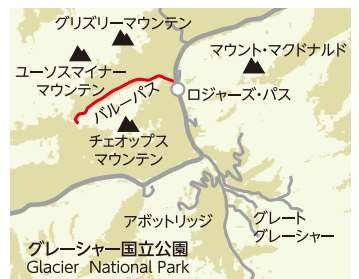 グリズリーマウンテン
ユーソスマイナー
マウンテン
マウント・マクドナルド
バルーパス
ロジャーズ・パス
チェオップス
マウンテン
アボットリッジ
グレート
グレーシャー
グレーシャー国立公園
Glacier National Park